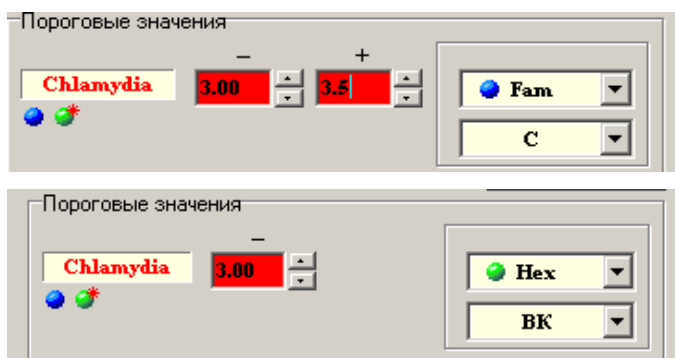 Пороговые значения
– +
Chlamydia 3.00 3.5 Fam
С
Пороговые значения
–
Chlamydia 3.00 Hex
ВК